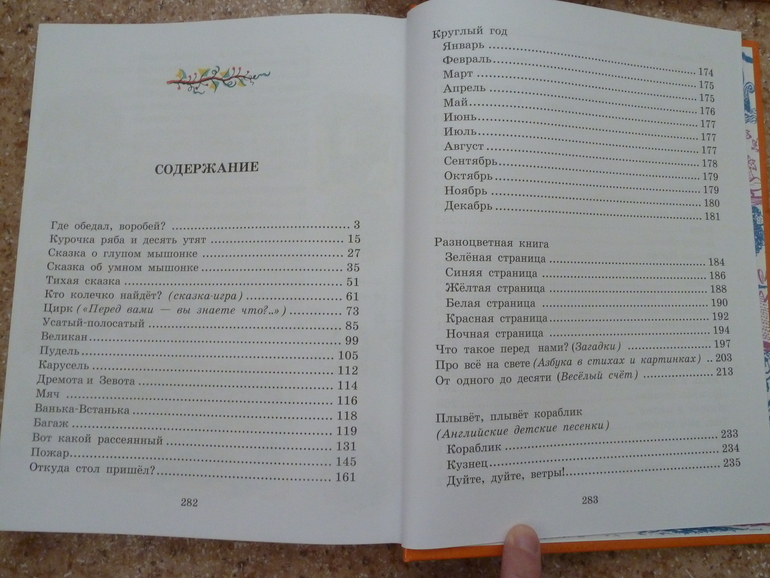 СОДЕРЖАНИЕ
Где обедал, воробей? 3
Курочка ряба и десять утят 15
Сказка о глупом мышонке 27
Сказка об умном мышонке 35
Тихая сказка 51
Кто колечко найдёт? (сказка-игра) 61
Цирк («Перед вами — вы знаете что?..») 73
Усатый-полосатый 85
Великан 99
Пудель 105
Карусель 112
Дремота и Зевота 114
Мяч 116
Ванька-Встанька 118
Багаж 119
Вот какой рассеянный 131
Пожар 145
Откуда стол пришёл? 161
282
Круглый год
Январь 174
Февраль 175
Март 175
Апрель 176
Май 177
Июнь 177
Июль 177
Август 178
Сентябрь 179
Октябрь 179
Ноябрь 180
Декабрь 181
Разноцветная книга
Зелёная страница 184
Синяя страница 186
Жёлтая страница 188
Белая страница 190
Красная страница 192
Ночная страница 194
Что такое перед нами? (Загадки) 197
Про всё на свете (Азбука в стихах и картинках) .. 203
От одного до десяти (Весёлый счёт) 213
Плывёт, плывёт кораблик
(Английские детские песенки)
Кораблик 233
Кузнец 234
Дуйте, дуйте, ветры! 235
283